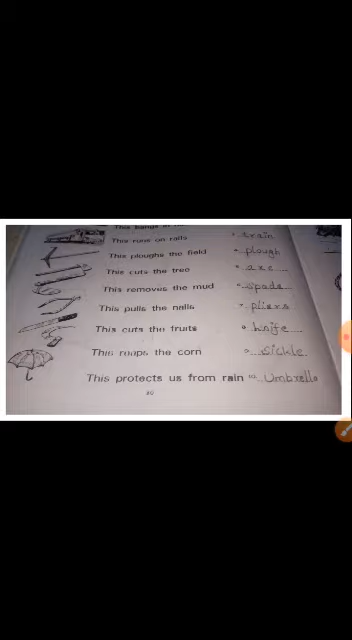 This runs on rails train
This ploughs the field plough
This cuts the tree axe
This removes the mud spade
This pulls the nails pliers
This cuts the fruits knife
This reaps the corn sickle
This protects us from rain Umbrella